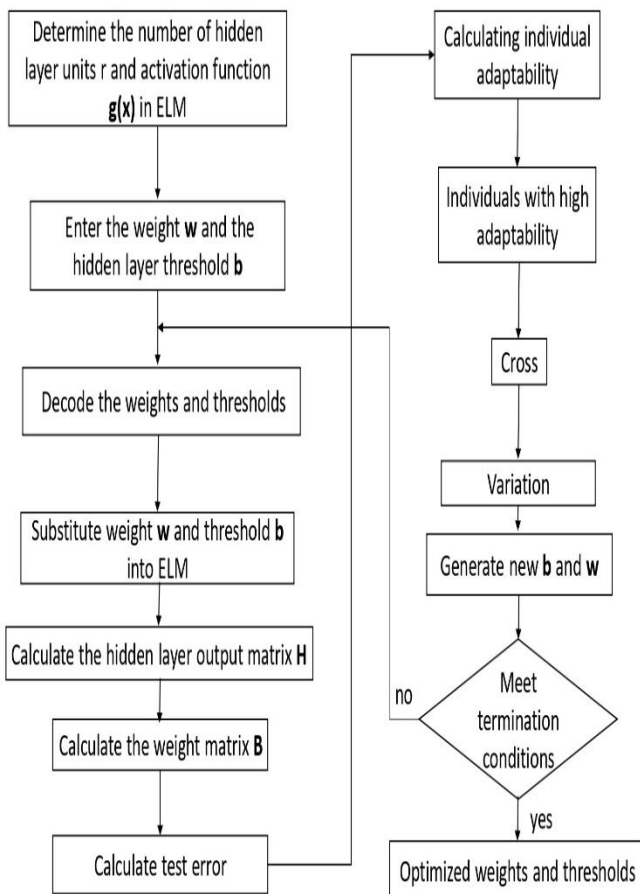 Determine the number of hidden
layer units r and activation function
g(x) in ELM
Enter the weight w and the
hidden layer threshold b
Decode the weights and thresholds
Substitute weight w and threshold b
into ELM
Calculate the hidden layer output matrix H
Calculate the weight matrix B
Calculate test error
Calculating individual
adaptability
Individuals with high
adaptability
Cross
Variation
Generate new b and w
Meet
termination
conditions
no
yes
Optimized weights and thresholds